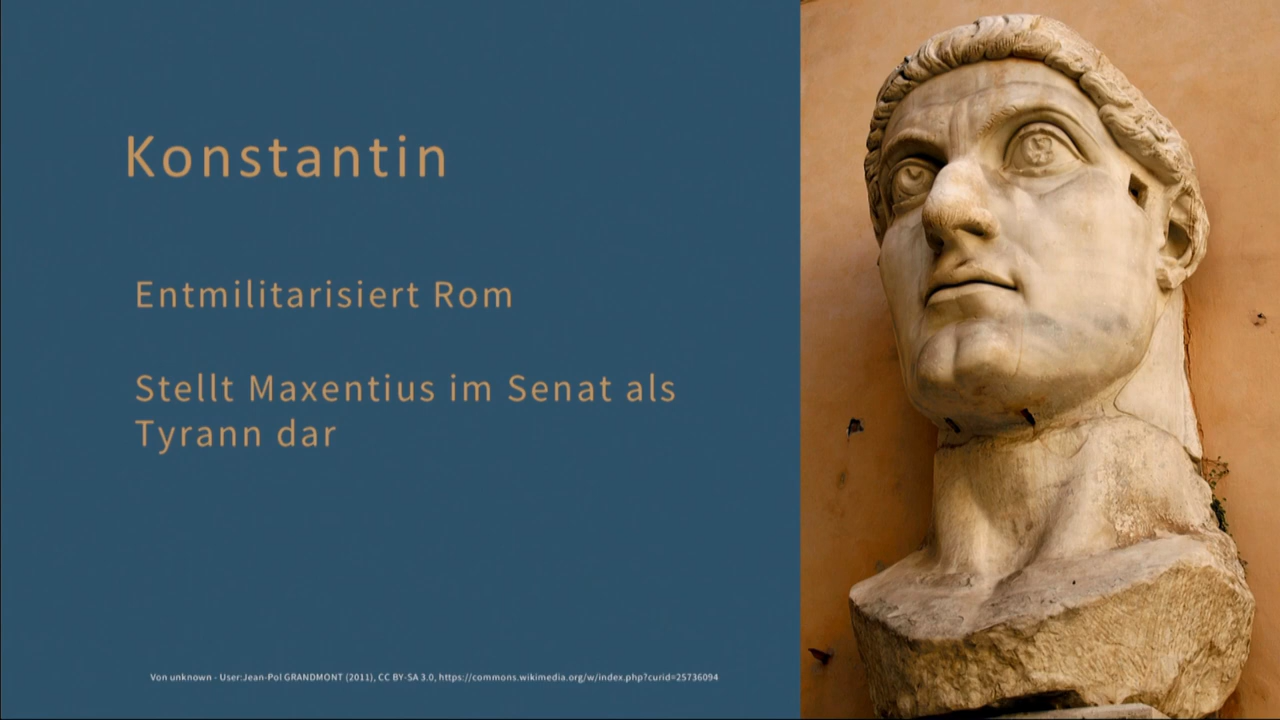 Konstantin
Entmilitarisiert Rom
Stellt Maxentius im Senat als
Tyrann dar
Von unknown - User:Jean-Pol GRANDMONT (2011), CC BY-SA 3.0, https://commons.wikimedia.org/w/index.php?curid=25736094